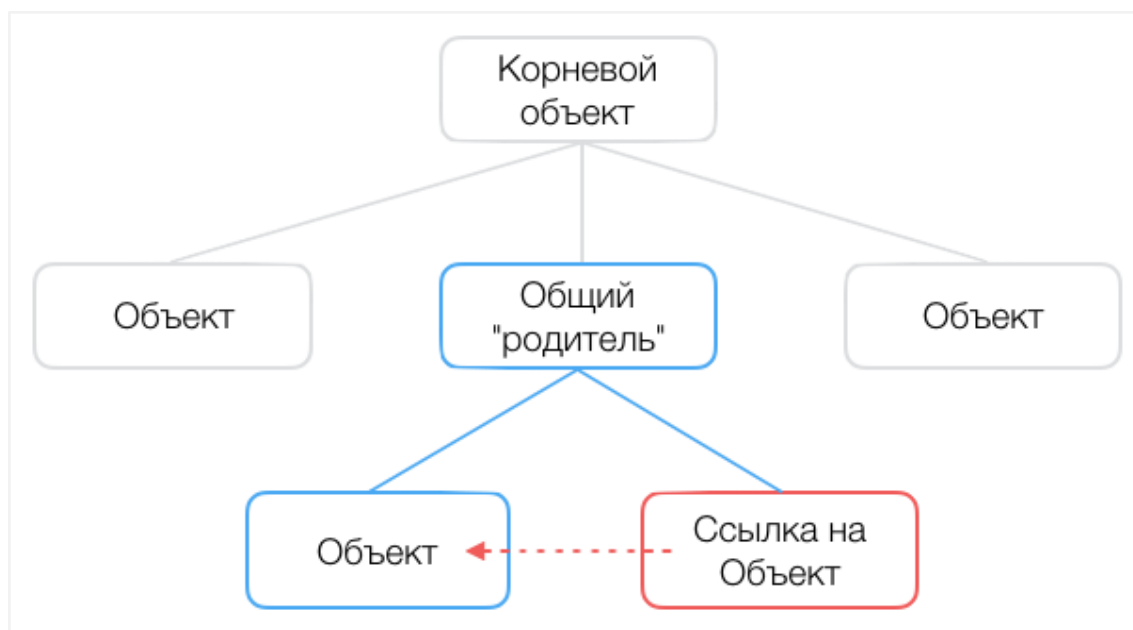 Корневой
объект
Объект
Общий
"родитель"
Объект
Объект
Ссылка на
Объект